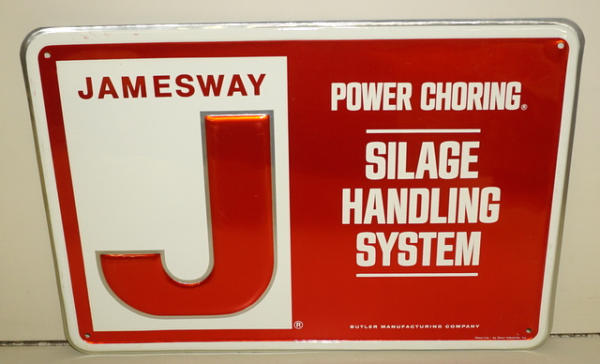 JAMESWAY
J
®
POWER CHORING®
SILAGE
HANDLING
SYSTEM
BUTLER MANUFACTURING COMPANY